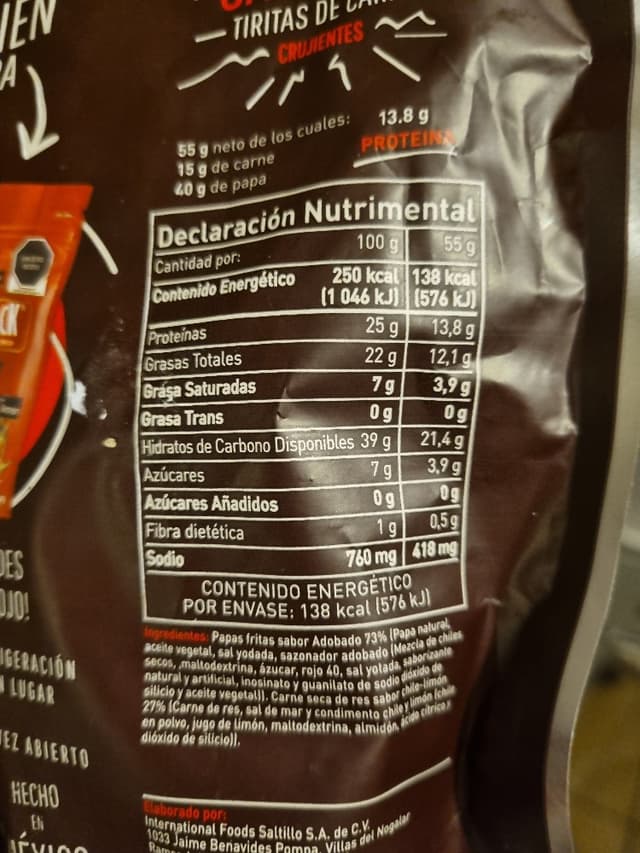 TIRITAS DE
CRUJIENTES
55 g neto de los cuales:
15 g de carne
40 g de papa
13.8 g
PROTEINA
Declaración Nutrimental
Cantidad por: 100 g 55 g
Contenido Energético 250 kcal 138 kcal
(1 046 kJ) (576 kJ)
Proteínas 25 g 13,8 g
Grasas Totales 22 g 12,1 g
Grasa Saturadas 7 g 3,9 g
Grasa Trans 0 g 0 g
Hidratos de Carbono Disponibles 39 g 21,4 g
Azúcares 7 g 3,9 g
Azúcares Añadidos 0 g 0 g
Fibra dietética 1 g 0,5 g
Sodio 760 mg 418 mg
CONTENIDO ENERGÉTICO
POR ENVASE: 138 kcal (576 kJ)
Ingredientes: Papas fritas sabor Adobado 73% (Papa natural,
aceite vegetal, sal yodada, sazonador adobado (Mezcla de chiles
secos, maltodextrina, ázucar, rojo 40, sal yotada, saborizante
natural y artificial, inosinato y guanilato de sodio dióxido de
silicio y aceite vegetal)). Carne seca de res sabor chile-limón
27% (Carne de res, sal de mar y condimento chile y limón (chile
en polvo, jugo de limón, maltodextrina, almidón, ácido cítrico,
dióxido de silicio)).
Elaborado por:
International Foods Saltillo S.A. de C.V.
1033 Jaime Benavides Pompa, Villas del Nogalar
VEZ ABIERTO
HECHO
EN